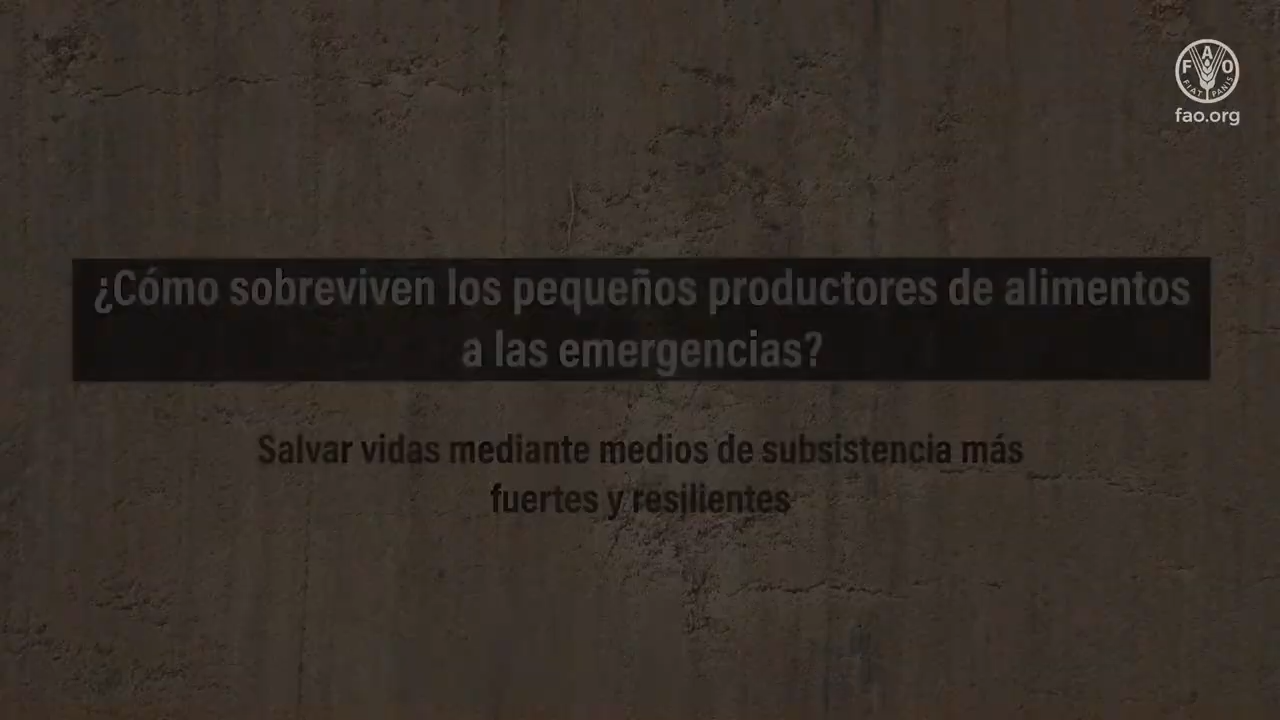 F A O
FIAT PANIS
fao.org
¿Cómo sobreviven los pequeños productores de alimentos
a las emergencias?
Salvar vidas mediante medios de subsistencia más
fuertes y resilientes